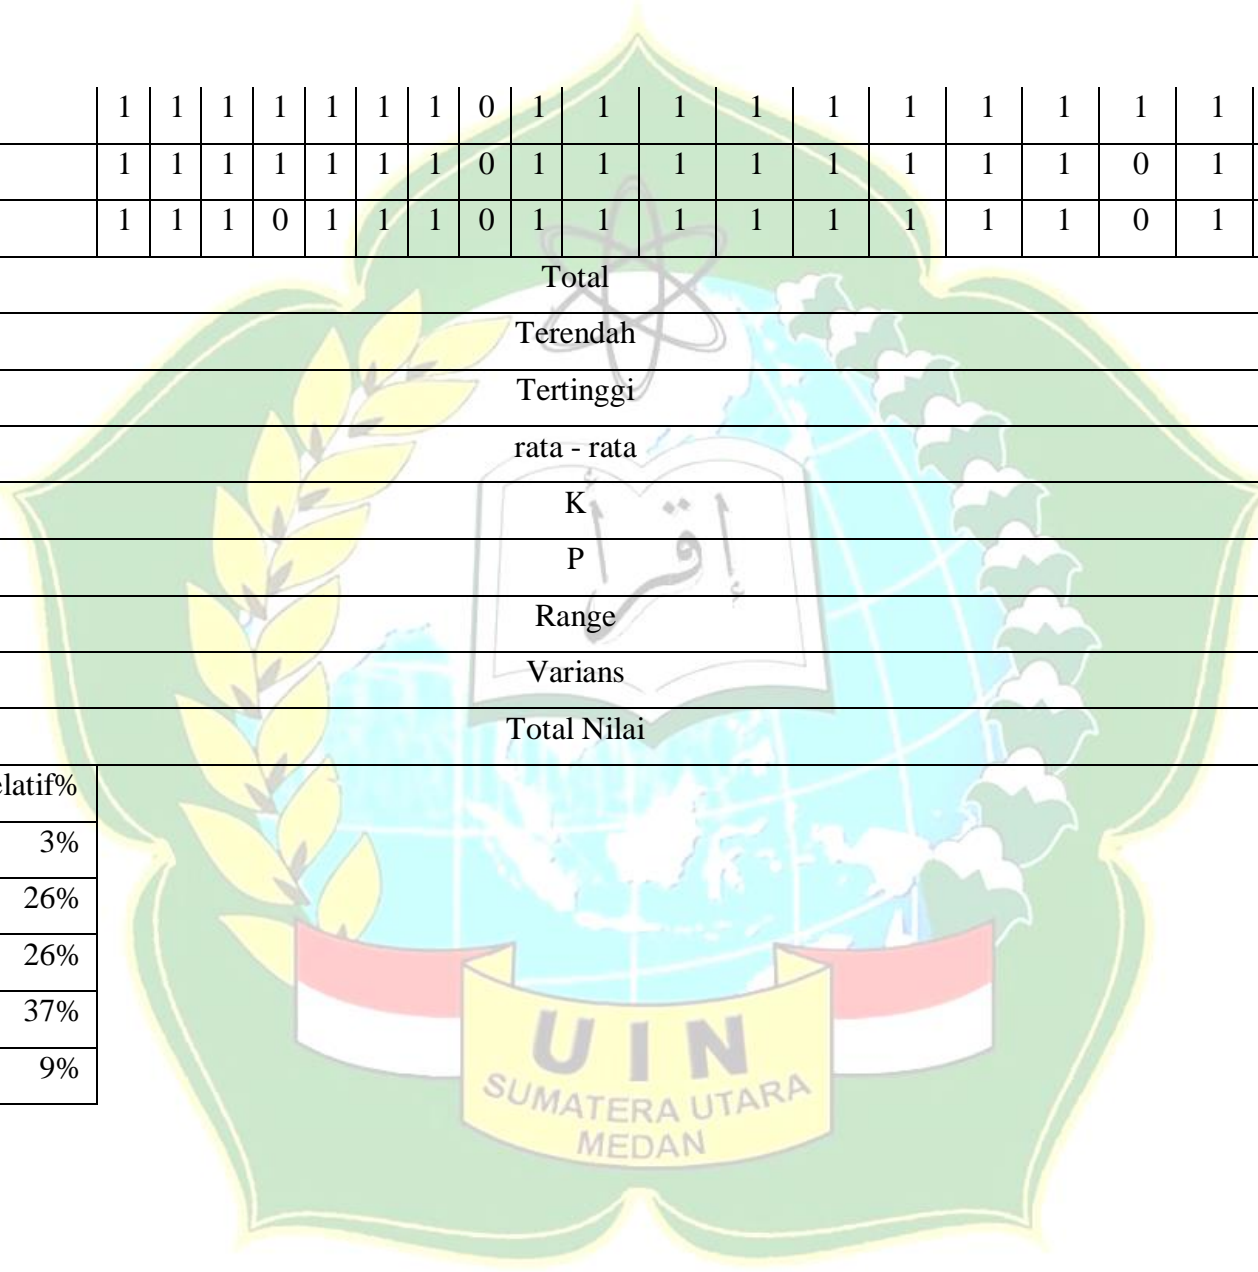 1 1 1 1 1 1 1 0 1 1 1 1 1 1 1 1 1 1
1 1 1 1 1 1 1 0 1 1 1 1 1 1 1 1 0 1
1 1 1 0 1 1 1 0 1 1 1 1 1 1 1 1 0 1
Total
Terendah
Tertinggi
rata - rata
K
P
Range
Varians
Total Nilai
elatif%
3%
26%
26%
37%
9%
إقرأ
UIN
SUMATERA UTARA
MEDAN